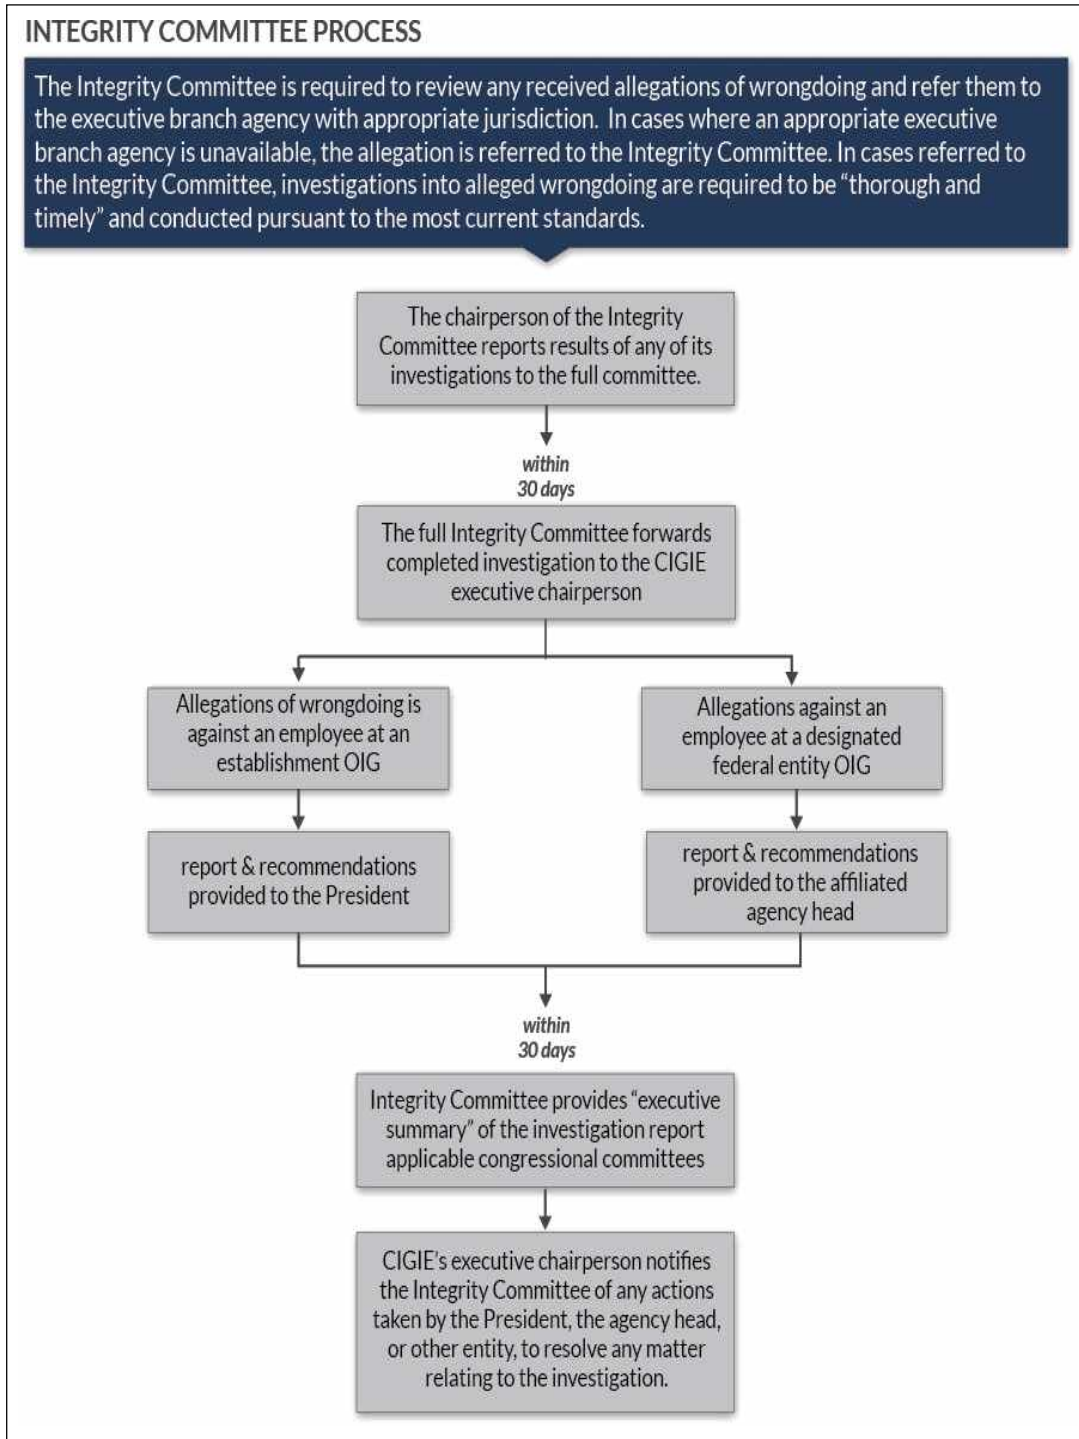 INTEGRITY COMMITTEE PROCESS
The Integrity Committee is required to review any received allegations of wrongdoing and refer them to
the executive branch agency with appropriate jurisdiction. In cases where an appropriate executive
branch agency is unavailable, the allegation is referred to the Integrity Committee. In cases referred to
the Integrity Committee, investigations into alleged wrongdoing are required to be “thorough and
timely” and conducted pursuant to the most current standards.
The chairperson of the Integrity
Committee reports results of any of its
investigations to the full committee.
within
30 days
The full Integrity Committee forwards
completed investigation to the CIGIE
executive chairperson
Allegations of wrongdoing is
against an employee at an
establishment OIG
Allegations against an
employee at a designated
federal entity OIG
report & recommendations
provided to the President
report & recommendations
provided to the affiliated
agency head
within
30 days
Integrity Committee provides “executive
summary” of the investigation report
applicable congressional committees
CIGIE's executive chairperson notifies
the Integrity Committee of any actions
taken by the President, the agency head,
or other entity, to resolve any matter
relating to the investigation.